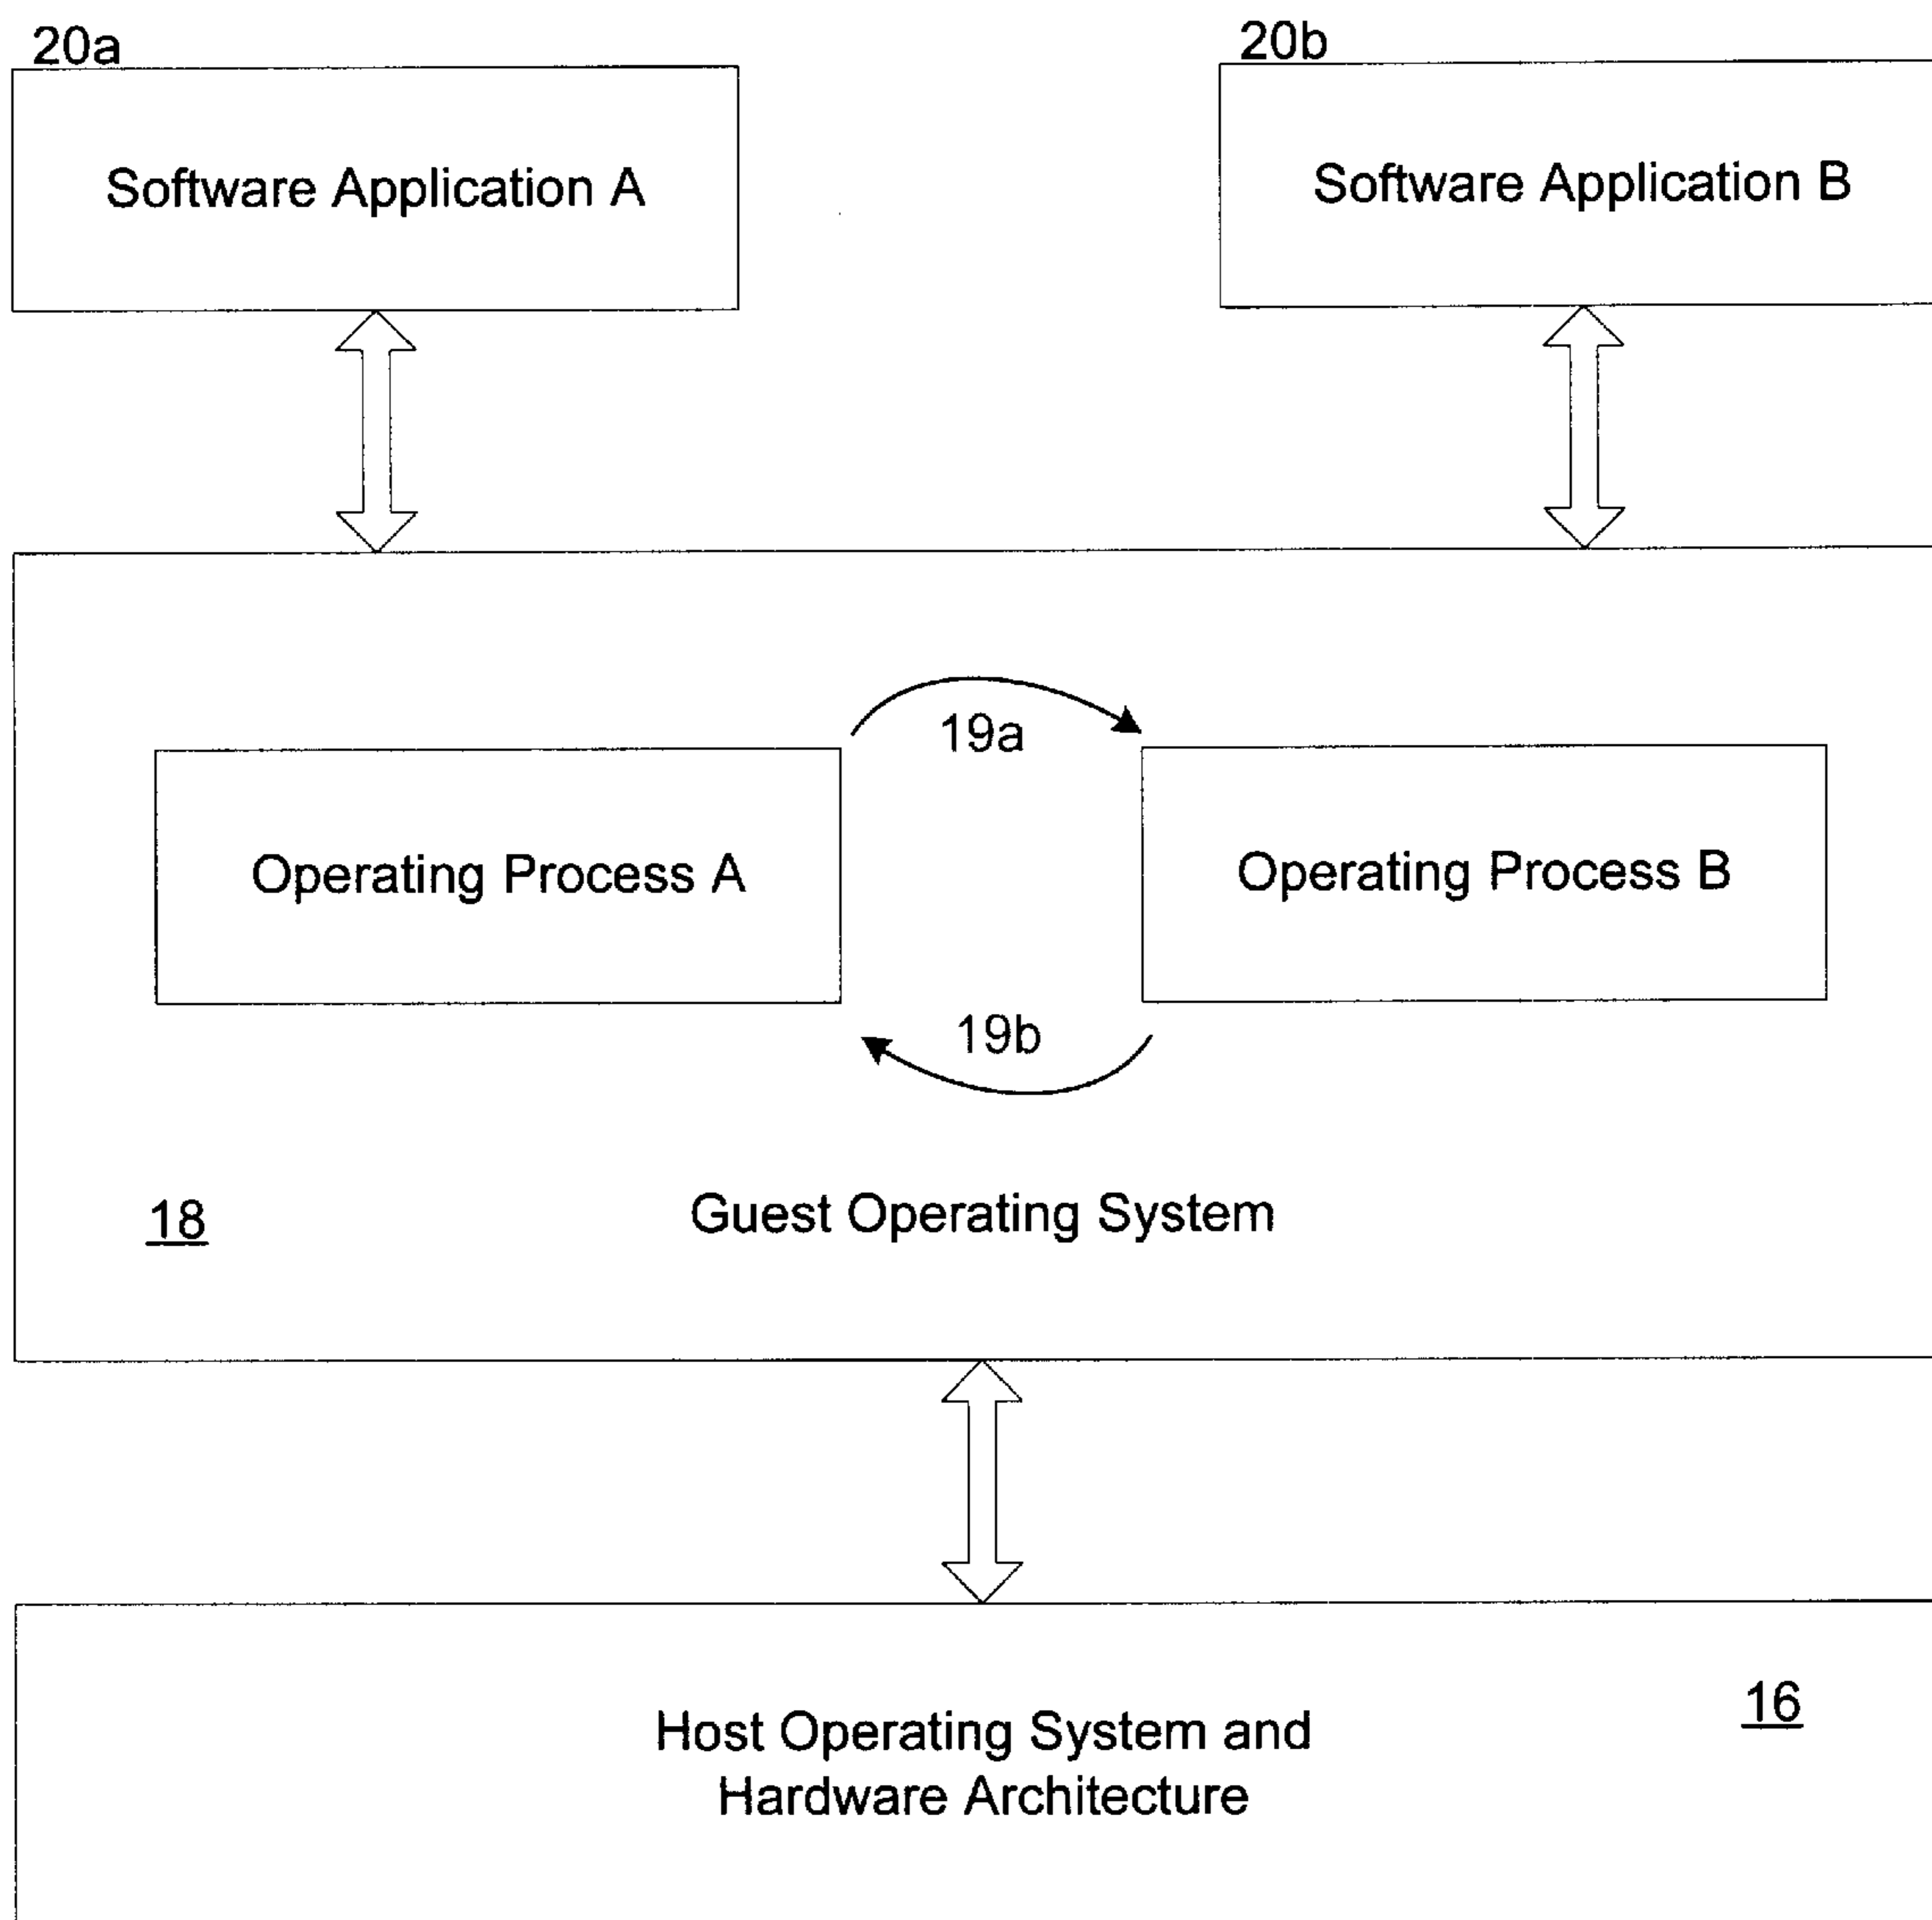 20a
20b
Software Application A
Software Application B
19a
Operating Process A
Operating Process B
19b
18
Guest Operating System
16
Host Operating System and
Hardware Architecture